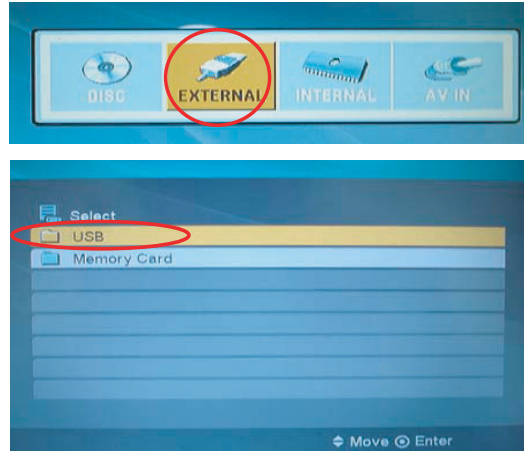 DISC EXTERNAL INTERNAL AV IN
Select
USB
Memory Card
Move Enter